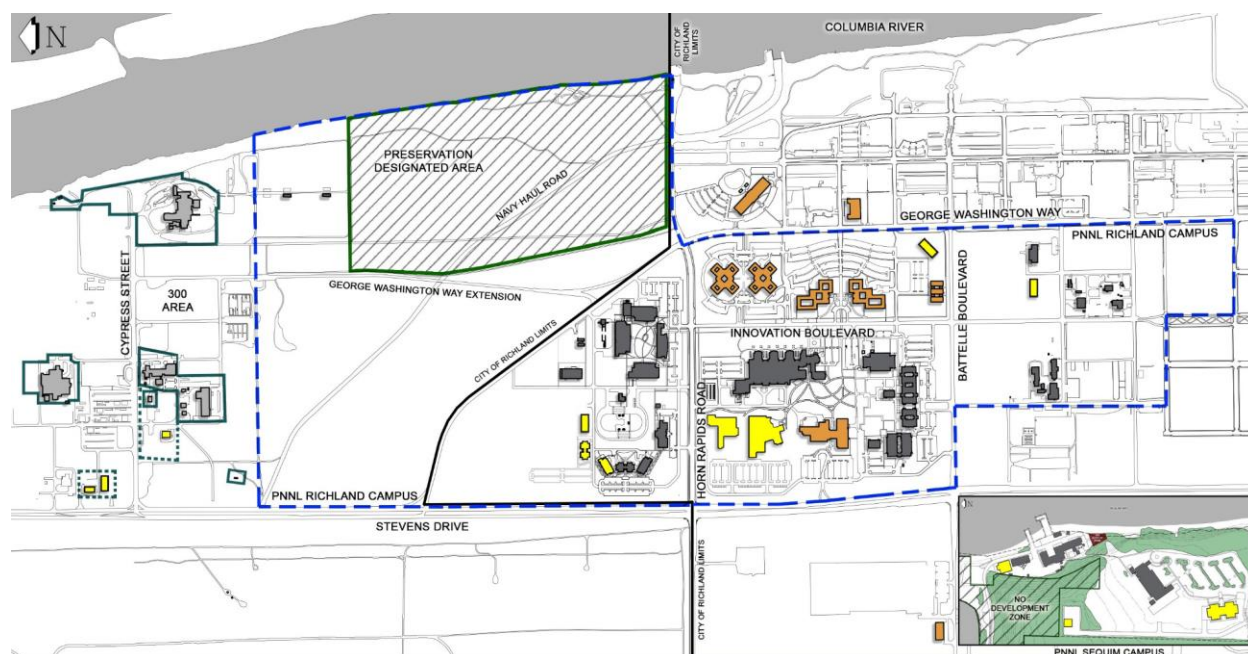 N
CITY OF
RICHLAND
LIMITS
COLUMBIA RIVER
PRESERVATION
DESIGNATED AREA
NAVY HAUL ROAD
GEORGE WASHINGTON WAY
PNNL RICHLAND CAMPUS
CYPRESS STREET
300
AREA
GEORGE WASHINGTON WAY EXTENSION
CITY OF RICHLAND LIMITS
INNOVATION BOULEVARD
BATTELLE BOULEVARD
HORN RAPIDS ROAD
PNNL RICHLAND CAMPUS
STEVENS DRIVE
CITY OF RICHLAND LIMITS
N
NO
DEVELOPMENT
ZONE
PNNL SEQUIM CAMPUS